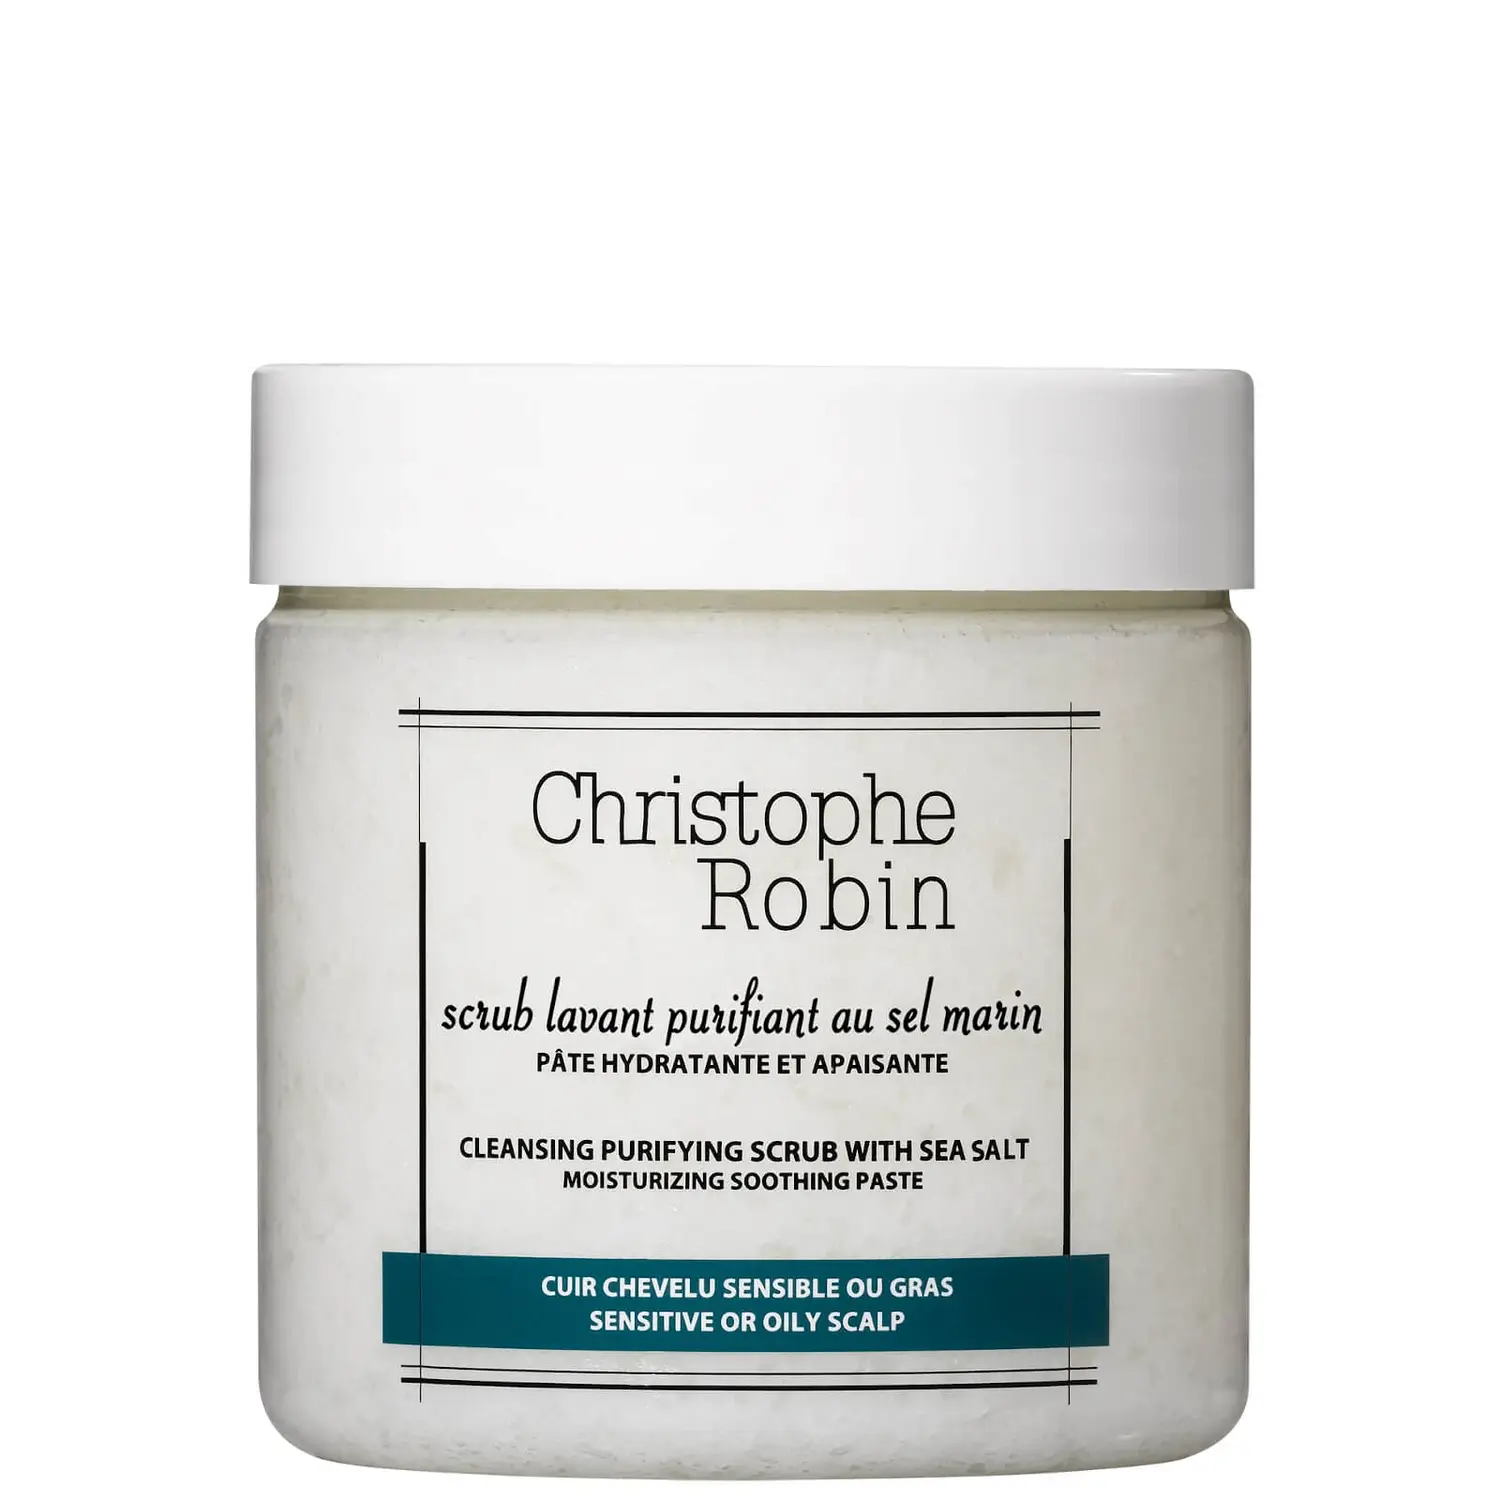 Christophe
Robin
scrub lavant purifiant au sel marin
PÂTE HYDRATANTE ET APAISANTE
CLEANSING PURIFYING SCRUB WITH SEA SALT
MOISTURIZING SOOTHING PASTE
CUIR CHEVELU SENSIBLE OU GRAS
SENSITIVE OR OILY SCALP